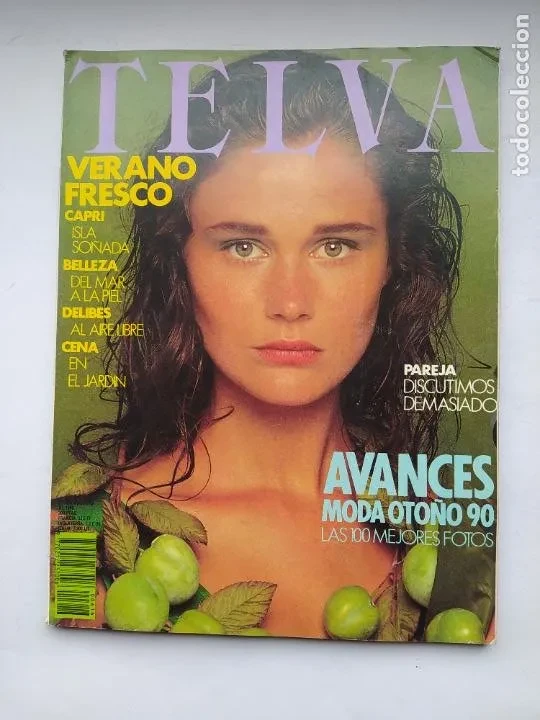 TELVA
VERANO
FRESCO
CAPRI
ISLA
SOÑADA
BELLEZA
DEL MAR
A LA PIEL
DELIBES
AL AIRE LIBRE
CENA
EN
EL JARDIN
PAREJA
DISCUTIMOS
DEMASIADO
AVANCES
MODA OTOÑO 90
LAS 100 MEJORES FOTOS
todocoleccion